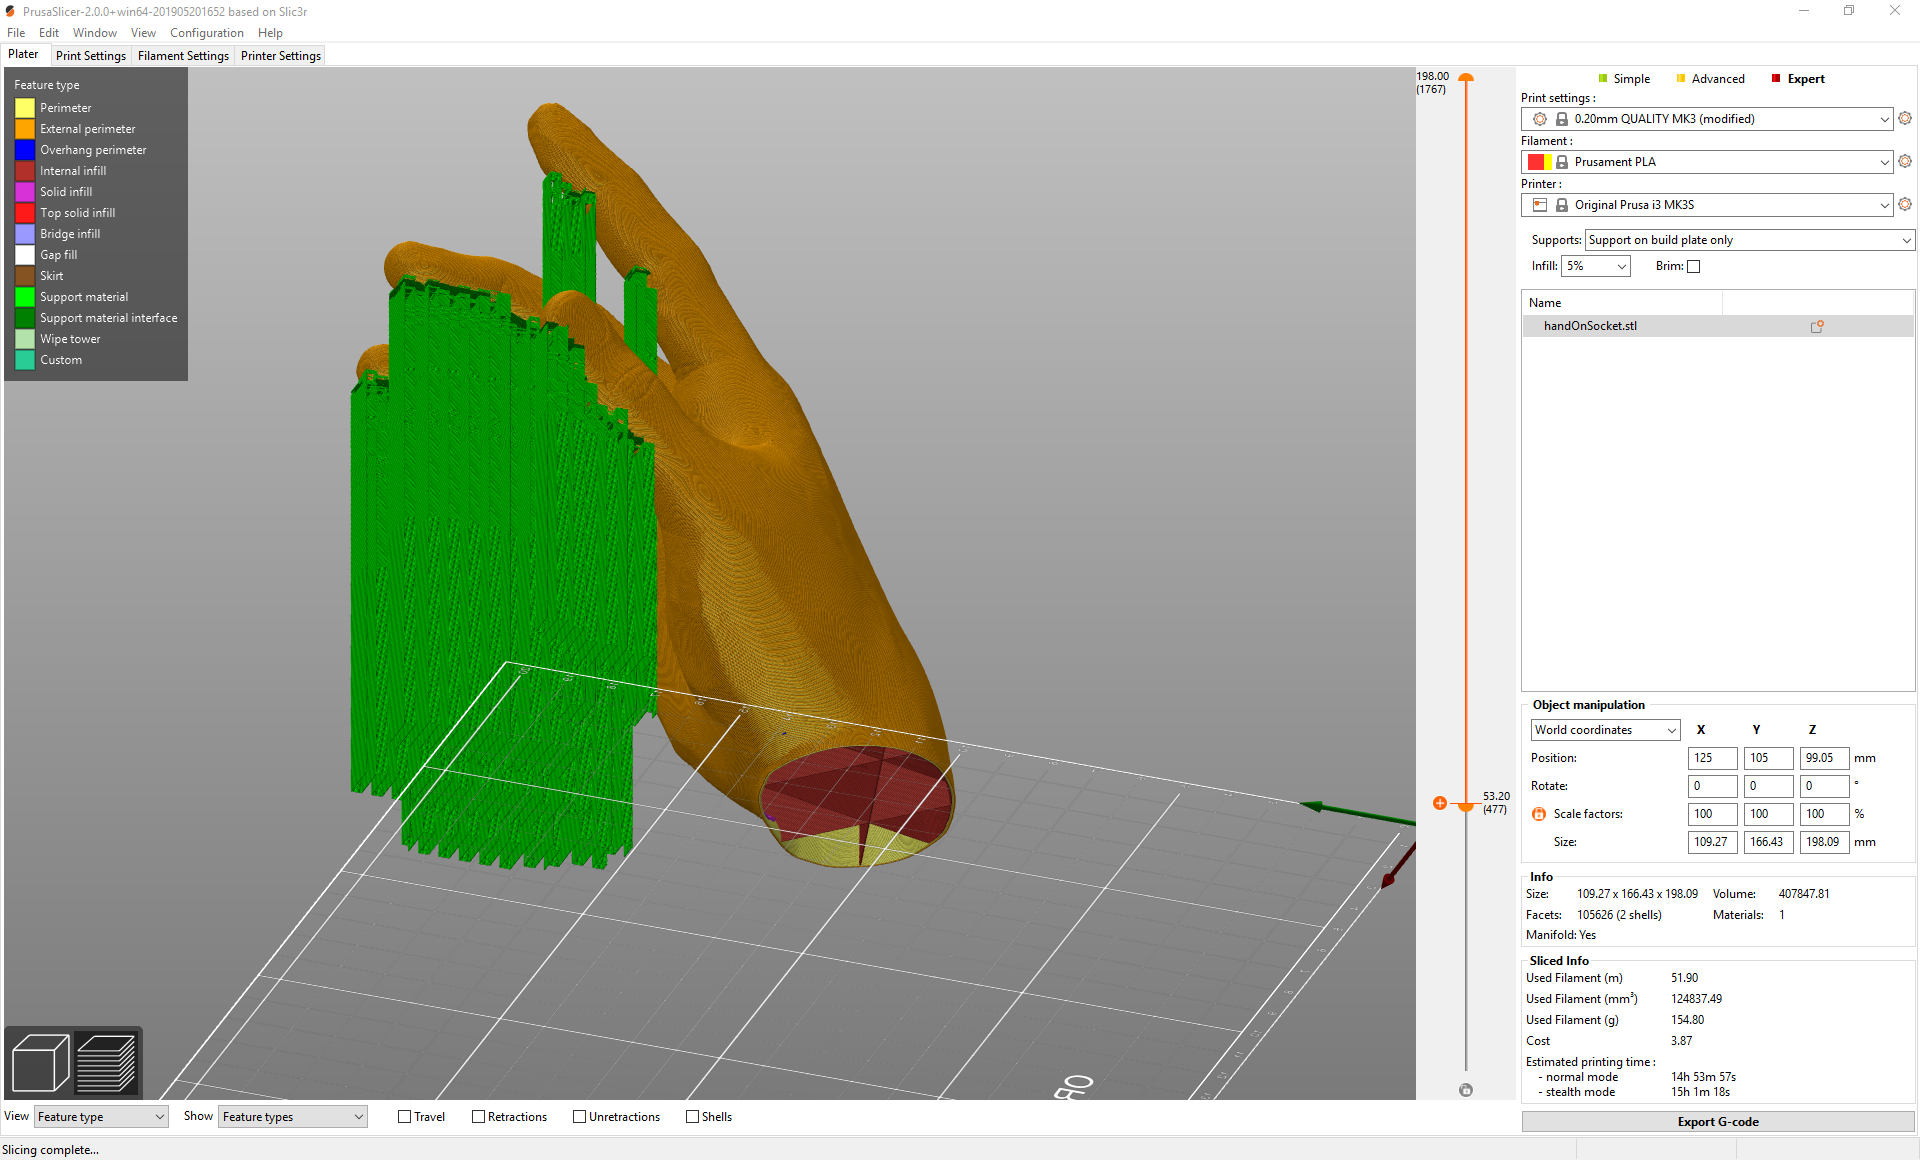 PrusaSlicer-2.0.0+win64-201905201652 based on Slic3r
File Edit Window View Configuration Help
Plater Print Settings Filament Settings Printer Settings
Feature type
Perimeter
External perimeter
Overhang perimeter
Internal infill
Solid infill
Top solid infill
Bridge infill
Gap fill
Skirt
Support material
Support material interface
Wipe tower
Custom
198.00
(1767)
53.20
(477)
Simple Advanced Expert
Print settings :
0.20mm QUALITY MK3 (modified)
Filament :
Prusament PLA
Printer :
Original Prusa i3 MK3S
Supports: Support on build plate only
Infill: 5% Brim:
Name
handOnSocket.stl
Object manipulation
World coordinates X Y Z
Position: 125 105 99.05 mm
Rotate: 0 0 0 °
Scale factors: 100 100 100 %
Size: 109.27 166.43 198.09 mm
Info
Size: 109.27 x 166.43 x 198.09 Volume: 407847.81
Facets: 105626 (2 shells) Materials: 1
Manifold: Yes
Sliced Info
Used Filament (m) 51.90
Used Filament (mm³) 124837.49
Used Filament (g) 154.80
Cost 3.87
Estimated printing time :
- normal mode 14h 53m 57s
- stealth mode 15h 1m 18s
Export G-code
View Feature type Show Feature types Travel Retractions Unretractions Shells
Slicing complete...